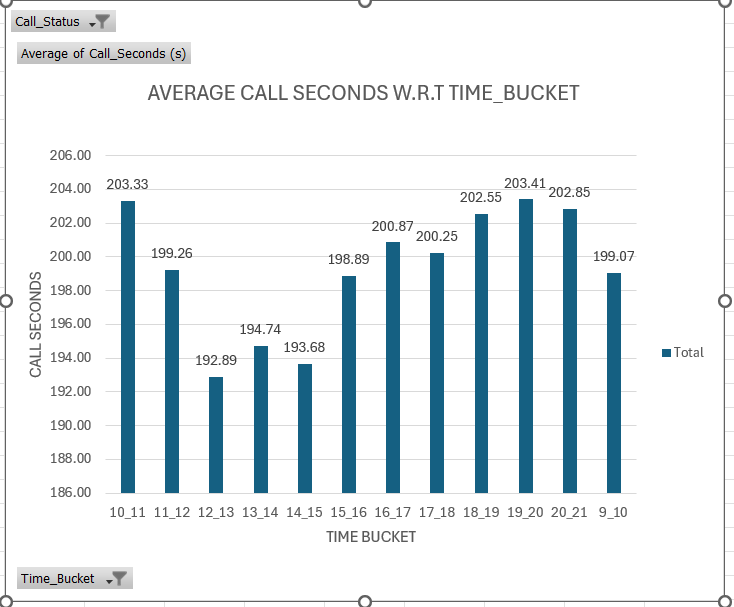 Call_Status
Average of Call_Seconds (s)
AVERAGE CALL SECONDS W.R.T TIME_BUCKET
206.00
204.00
202.00
200.00
198.00
196.00
194.00
192.00
190.00
188.00
186.00
CALL SECONDS
203.33
199.26
192.89
194.74
193.68
198.89
200.87
200.25
202.55
203.41
202.85
199.07
Total
10_11 11_12 12_13 13_14 14_15 15_16 16_17 17_18 18_19 19_20 20_21 9_10
TIME BUCKET
Time_Bucket